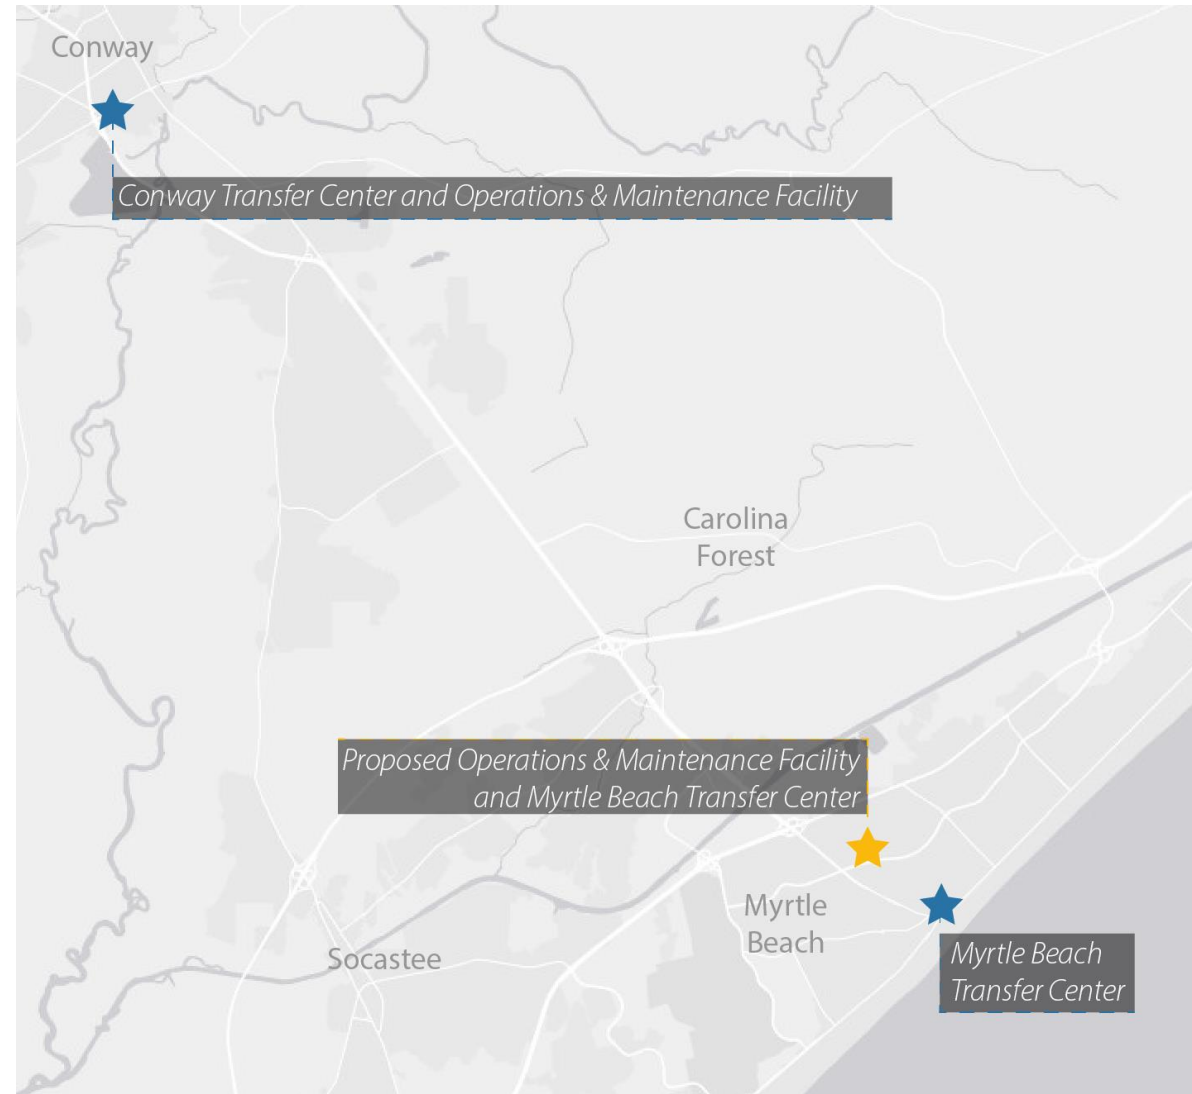 Conway
Conway Transfer Center and Operations & Maintenance Facility
Carolina
Forest
Proposed Operations & Maintenance Facility
and Myrtle Beach Transfer Center
Myrtle
Beach
Socastee
Myrtle Beach
Transfer Center